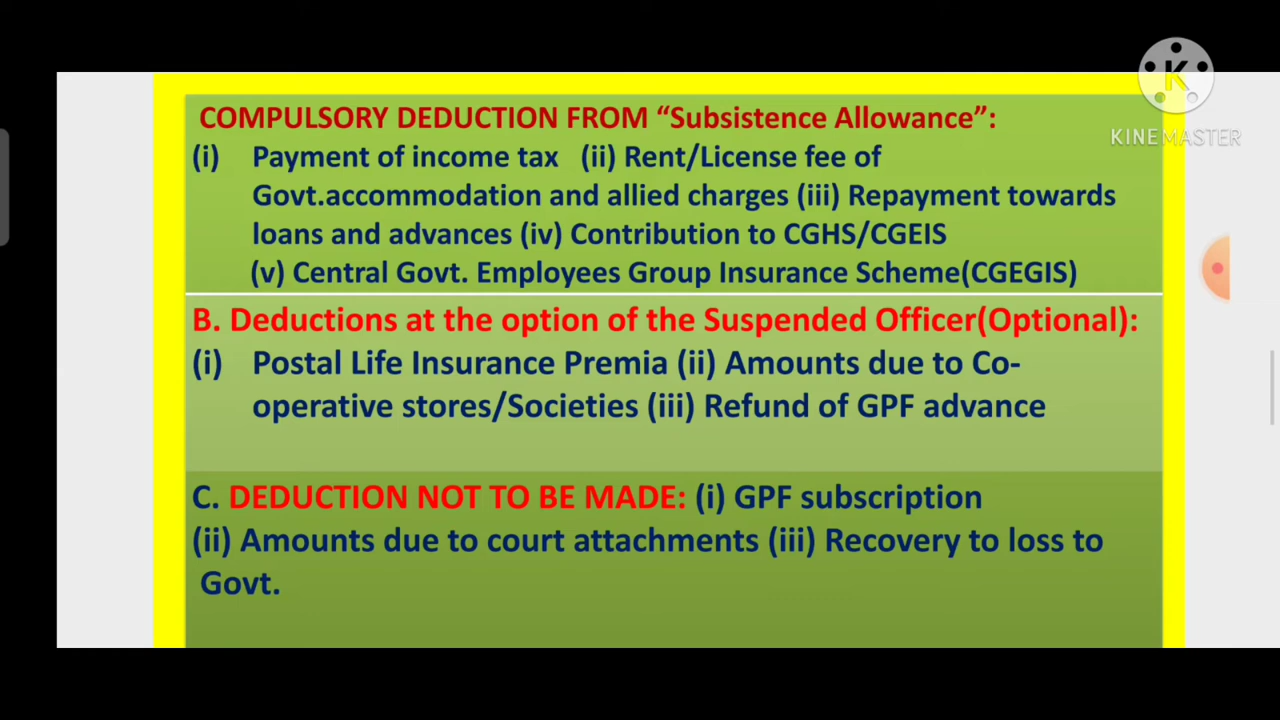 K
KINEMASTER
COMPULSORY DEDUCTION FROM “Subsistence Allowance”:
(i) Payment of income tax (ii) Rent/License fee of
Govt.accommodation and allied charges (iii) Repayment towards
loans and advances (iv) Contribution to CGHS/CGEIS
(v) Central Govt. Employees Group Insurance Scheme(CGEGIS)
B. Deductions at the option of the Suspended Officer(Optional):
(i) Postal Life Insurance Premia (ii) Amounts due to Co-
operative stores/Societies (iii) Refund of GPF advance
C. DEDUCTION NOT TO BE MADE: (i) GPF subscription
(ii) Amounts due to court attachments (iii) Recovery to loss to
Govt.